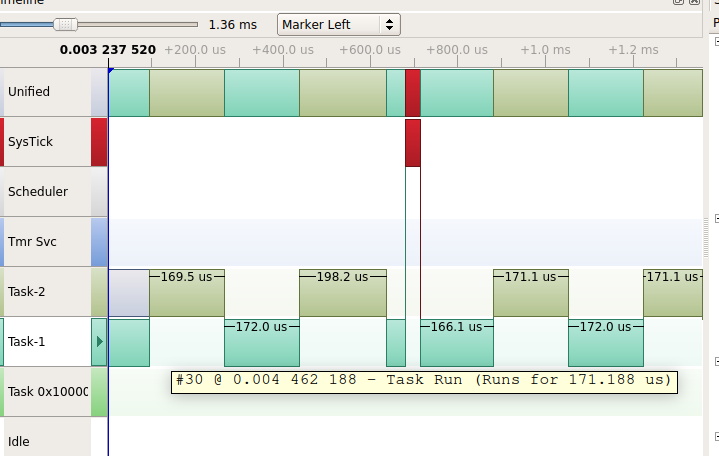 1.36 ms Marker Left
0.003 237 520 +200.0 us +400.0 us +600.0 us +800.0 us +1.0 ms +1.2 ms
Unified
SysTick
Scheduler
Tmr Svc
Task-2 169.5 us 198.2 us 171.1 us 171.1 us
Task-1 172.0 us 166.1 us 172.0 us
#30 @ 0.004 462 188 - Task Run (Runs for 171.188 us)
Task 0x10000
Idle